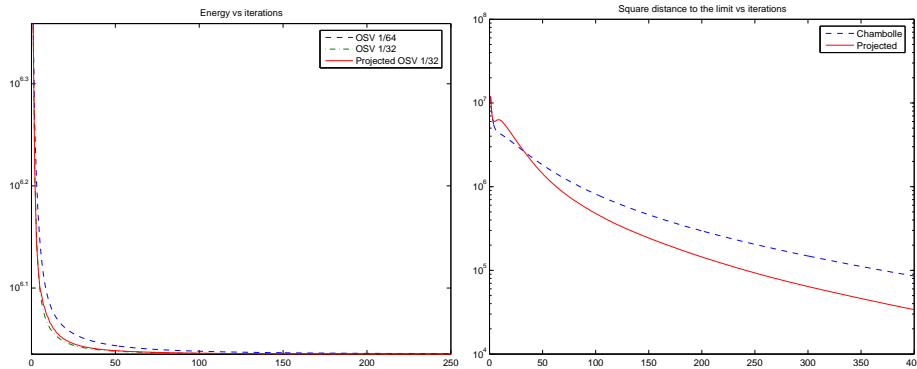 Energy vs iterations
OSV 1/64
OSV 1/32
Projected OSV 1/32
10^6.3
10^6.2
10^6.1
0 50 100 150 200 250
Square distance to the limit vs iterations
Chambolle
Projected
10^8
10^7
10^6
10^5
10^4
0 50 100 150 200 250 300 350 400